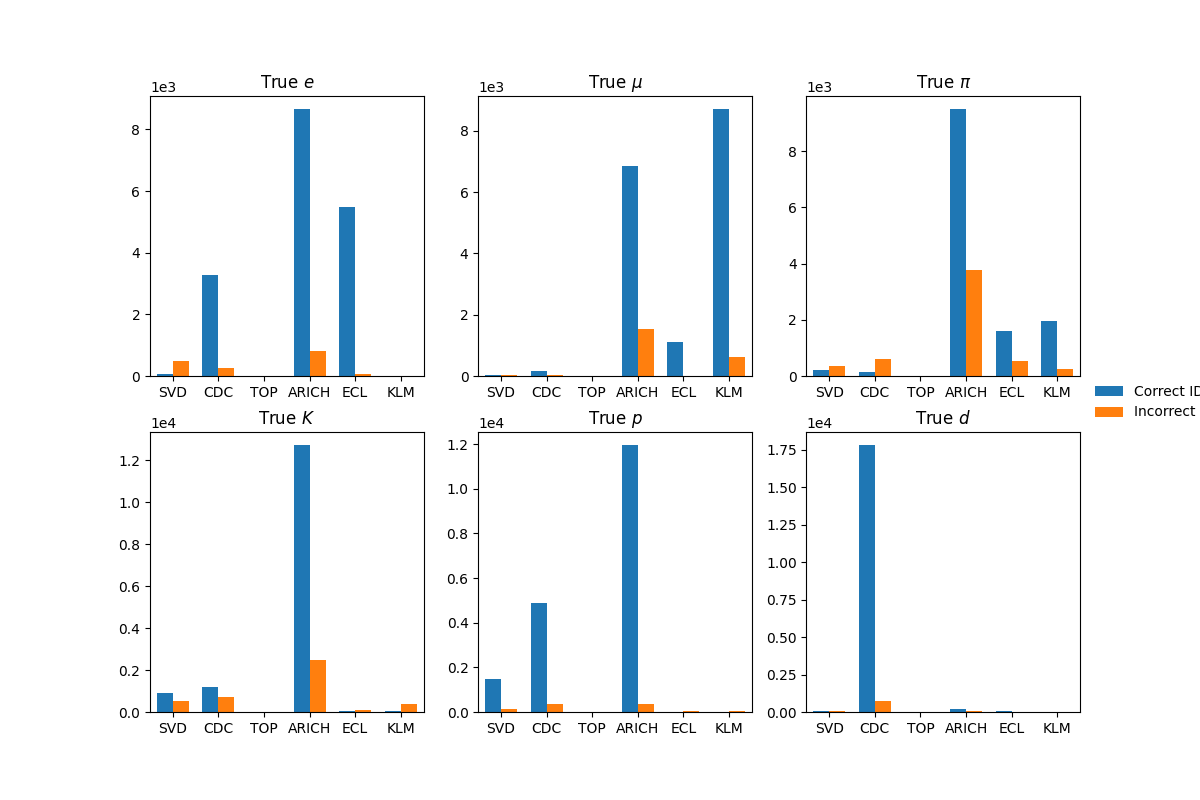 True e
1e3
8
6
4
2
0
SVD CDC TOP ARICH ECL KLM
True μ
1e3
8
6
4
2
0
SVD CDC TOP ARICH ECL KLM
True π
1e3
8
6
4
2
0
SVD CDC TOP ARICH ECL KLM
Correct ID
Incorrect
True K
1e4
1.2
1.0
0.8
0.6
0.4
0.2
0.0
SVD CDC TOP ARICH ECL KLM
True p
1e4
1.2
1.0
0.8
0.6
0.4
0.2
0.0
SVD CDC TOP ARICH ECL KLM
True d
1e4
1.75
1.50
1.25
1.00
0.75
0.50
0.25
0.00
SVD CDC TOP ARICH ECL KLM